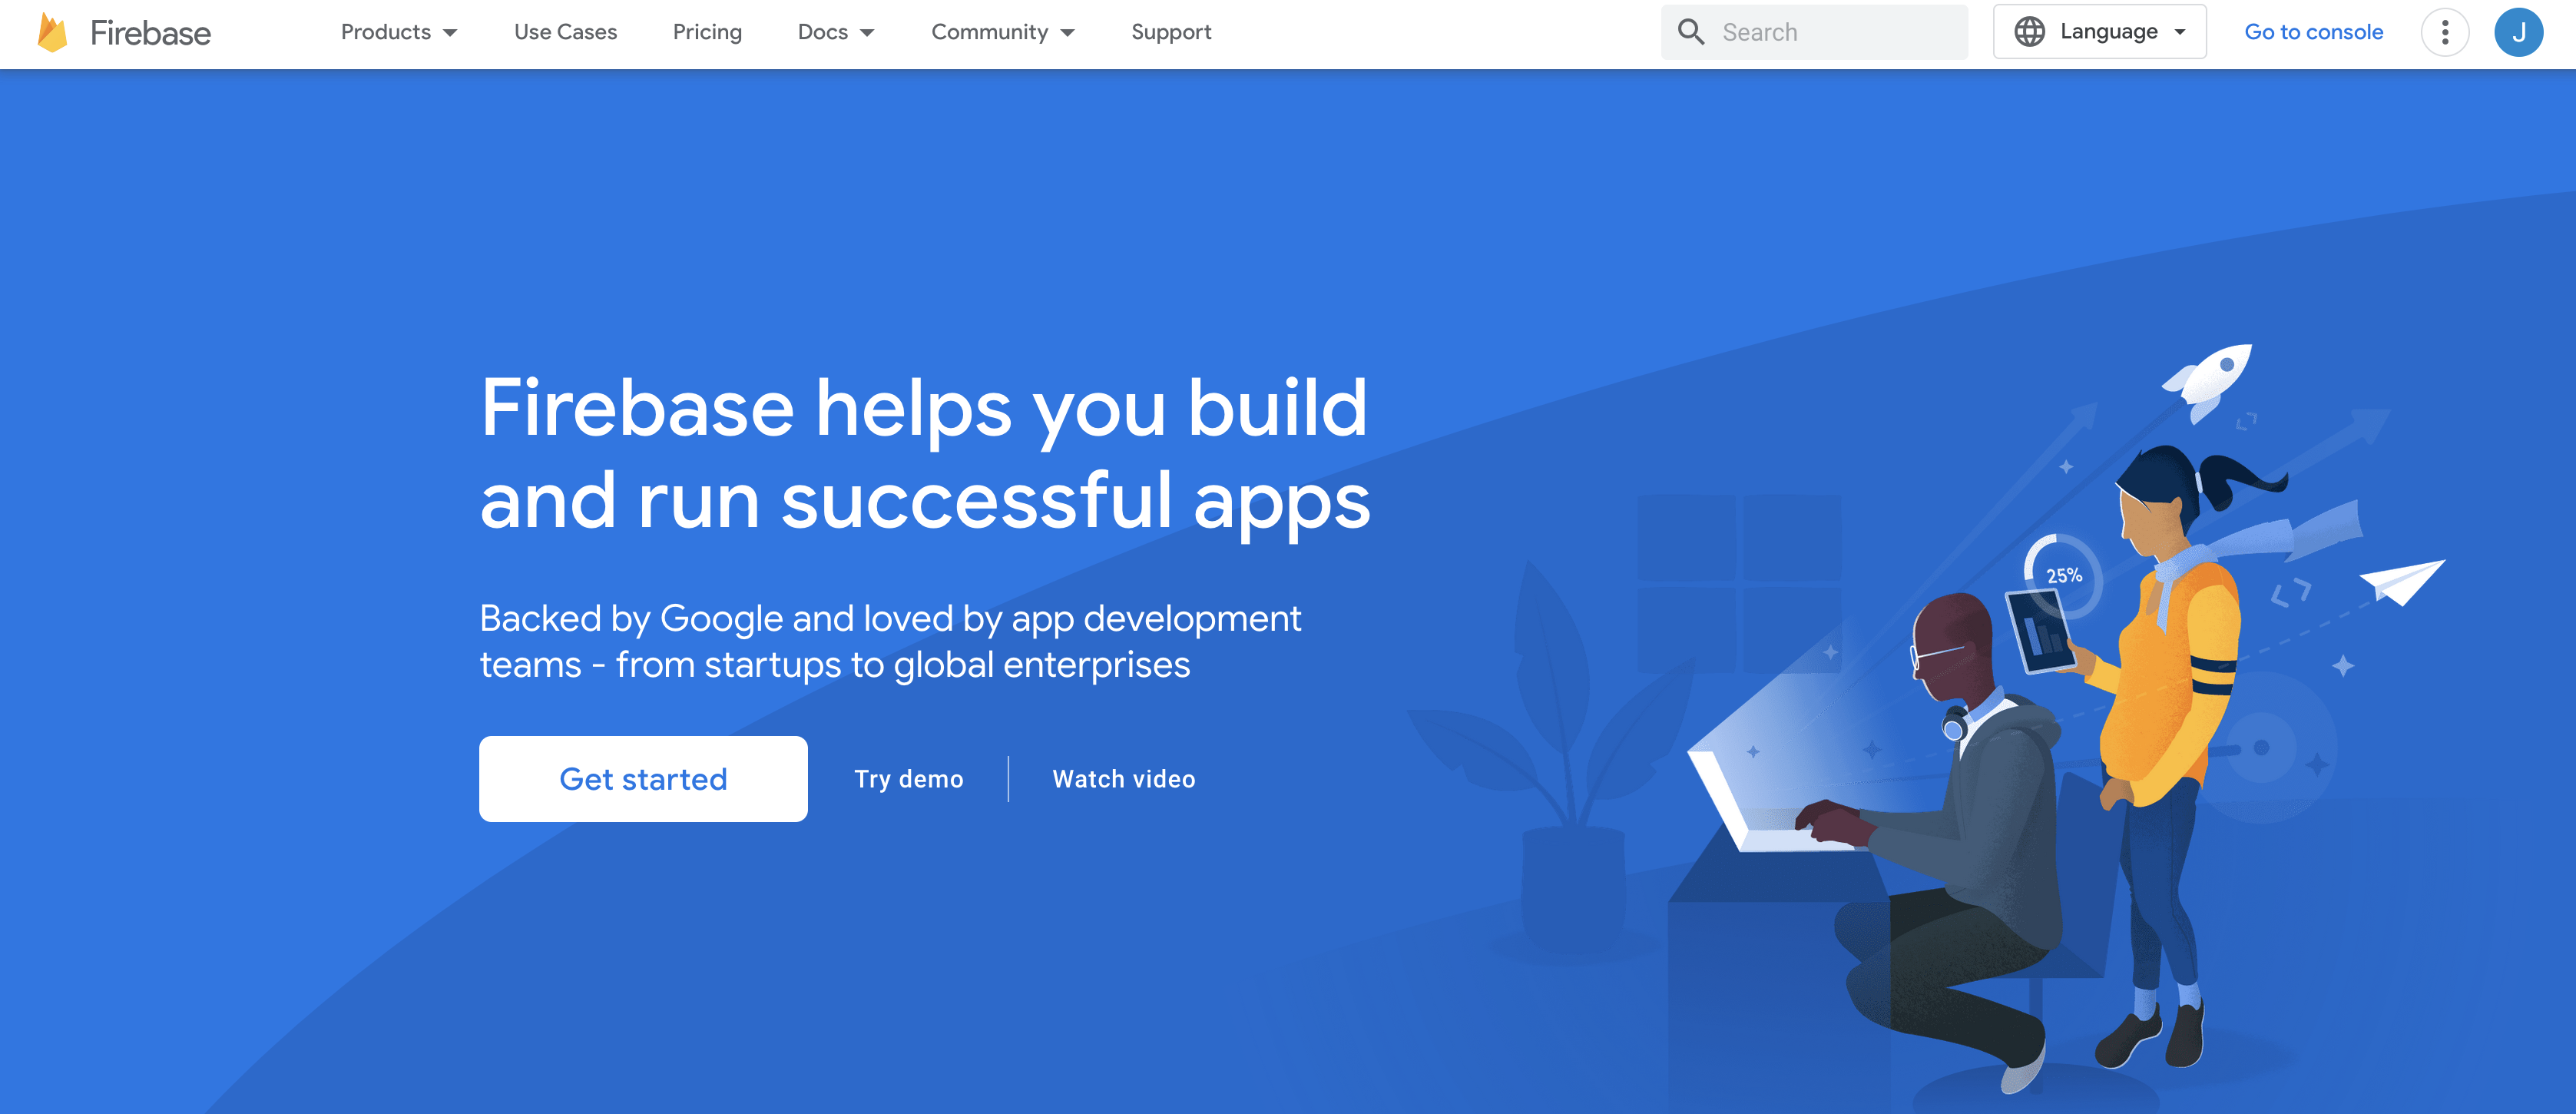 Firebase Products Use Cases Pricing Docs Community Support Search Language Go to console J
Firebase helps you build
and run successful apps
25%
Backed by Google and loved by app development
teams - from startups to global enterprises
Get started Try demo Watch video